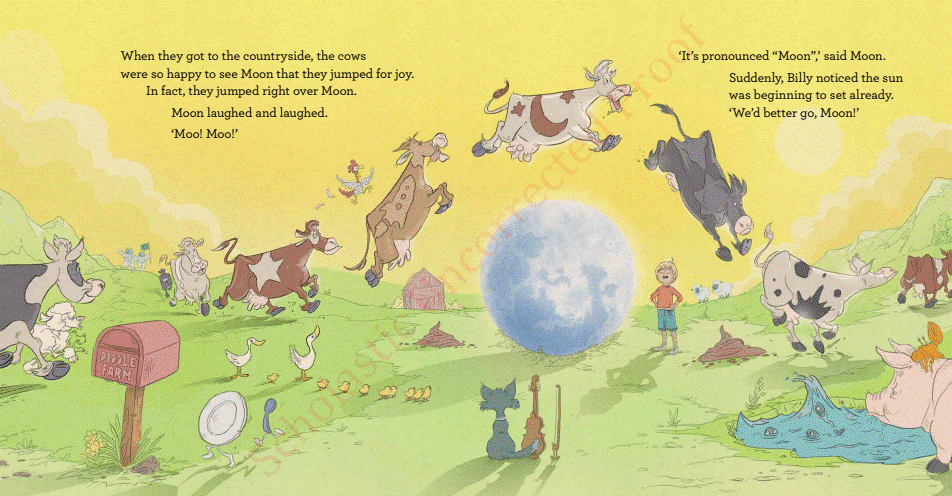 When they got to the countryside, the cows
were so happy to see Moon that they jumped for joy.
In fact, they jumped right over Moon.
Moon laughed and laughed.
‘Moo! Moo!’
‘It’s pronounced “Moon”,’ said Moon.
Suddenly, Billy noticed the sun
was beginning to set already.
‘We’d better go, Moon!’
DIDDLE
FARM
Scholastic uncorrected proof